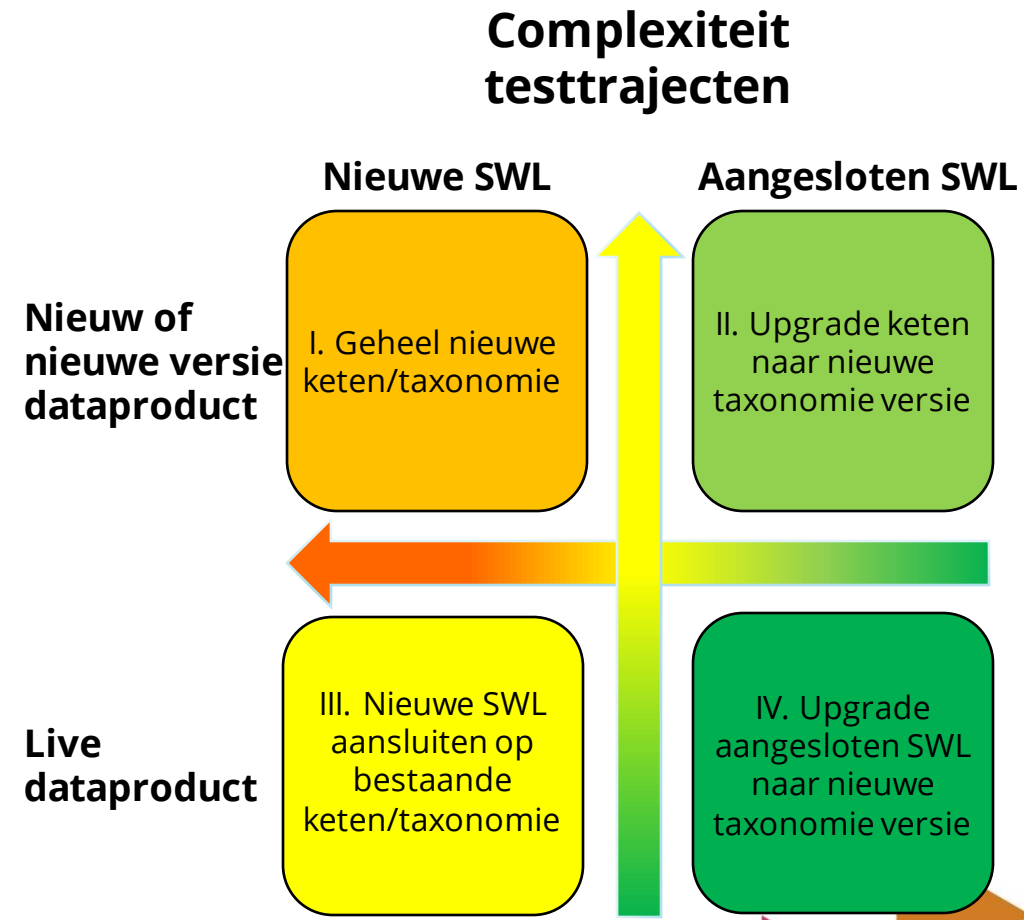 Complexiteit
testtrajecten
Nieuwe SWL
Aangesloten SWL
Nieuw of
nieuwe versie
dataproduct
I. Geheel nieuwe
keten/taxonomie
II. Upgrade keten
naar nieuwe
taxonomie versie
Live
dataproduct
III. Nieuwe SWL
aansluiten op
bestaande
keten/taxonomie
IV. Upgrade
aangesloten SWL
naar nieuwe
taxonomie versie